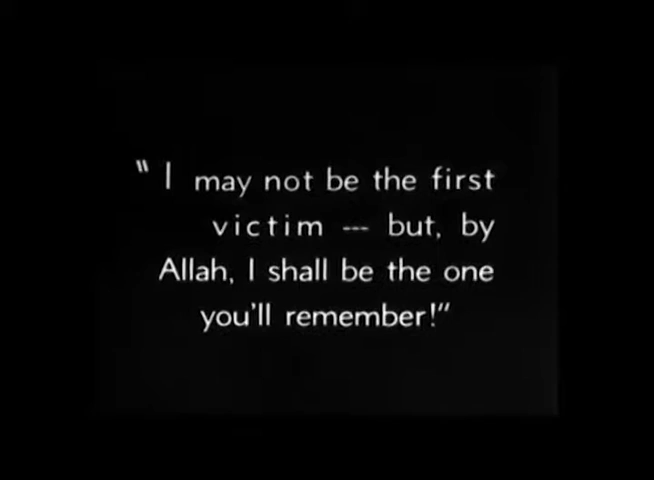 "I may not be the first
victim --- but, by
Allah, I shall be the one
you'll remember!"